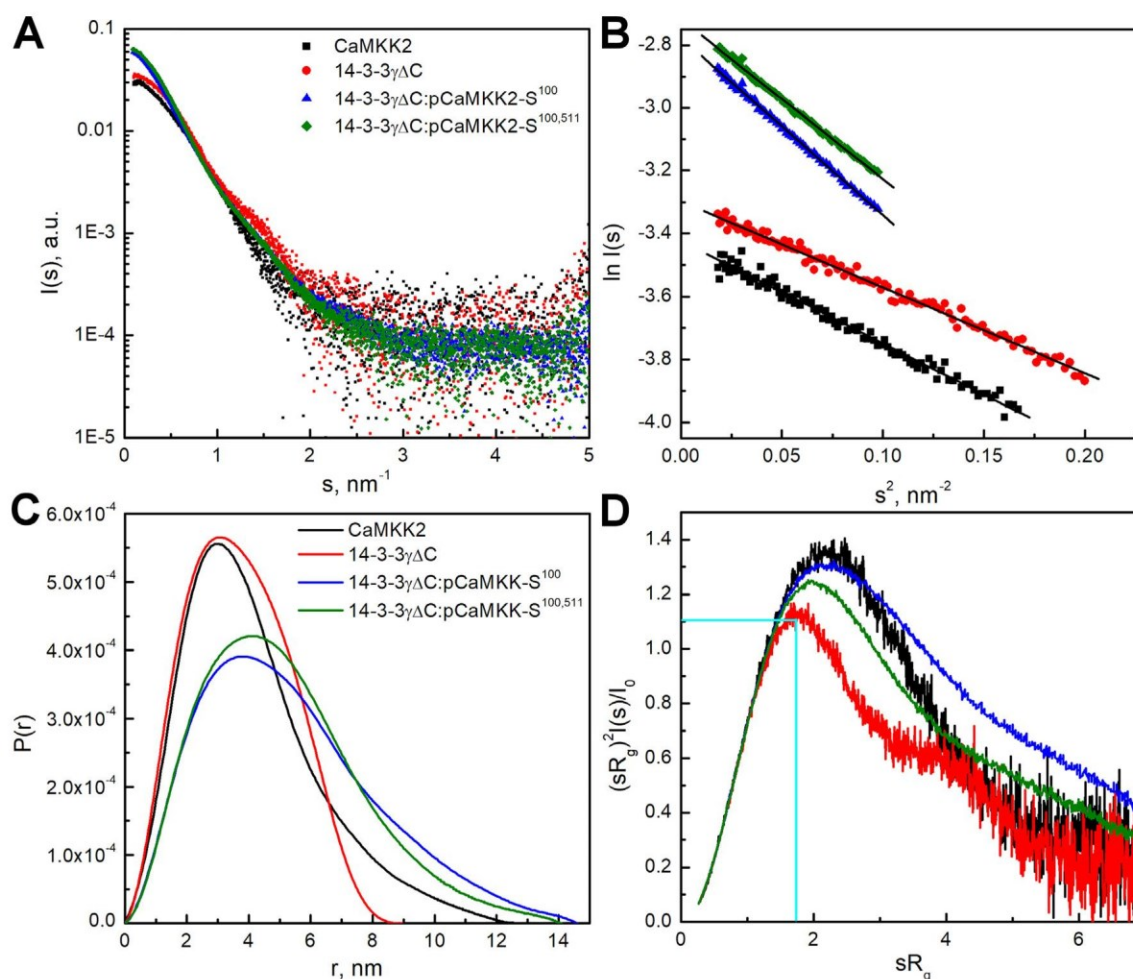 A
I(s), a.u.
0.1
0.01
1E-3
1E-4
1E-5
CaMKK2
14-3-3γΔC
14-3-3γΔC:pCaMKK2-S¹⁰⁰
14-3-3γΔC:pCaMKK2-S¹⁰⁰,⁵¹¹
0 1 2 3 4 5
s, nm⁻¹
B
ln I(s)
-2.8
-3.0
-3.2
-3.4
-3.6
-3.8
-4.0
0.00 0.05 0.10 0.15 0.20
s², nm⁻²
C
P(r)
6.0x10⁻⁴
5.0x10⁻⁴
4.0x10⁻⁴
3.0x10⁻⁴
2.0x10⁻⁴
1.0x10⁻⁴
0.0
CaMKK2
14-3-3γΔC
14-3-3γΔC:pCaMKK-S¹⁰⁰
14-3-3γΔC:pCaMKK-S¹⁰⁰,⁵¹¹
0 2 4 6 8 10 12 14
r, nm
D
(sRg)²I(s)/I₀
1.4
1.2
1.0
0.8
0.6
0.4
0.2
0.0
0 2 4 6
sRg